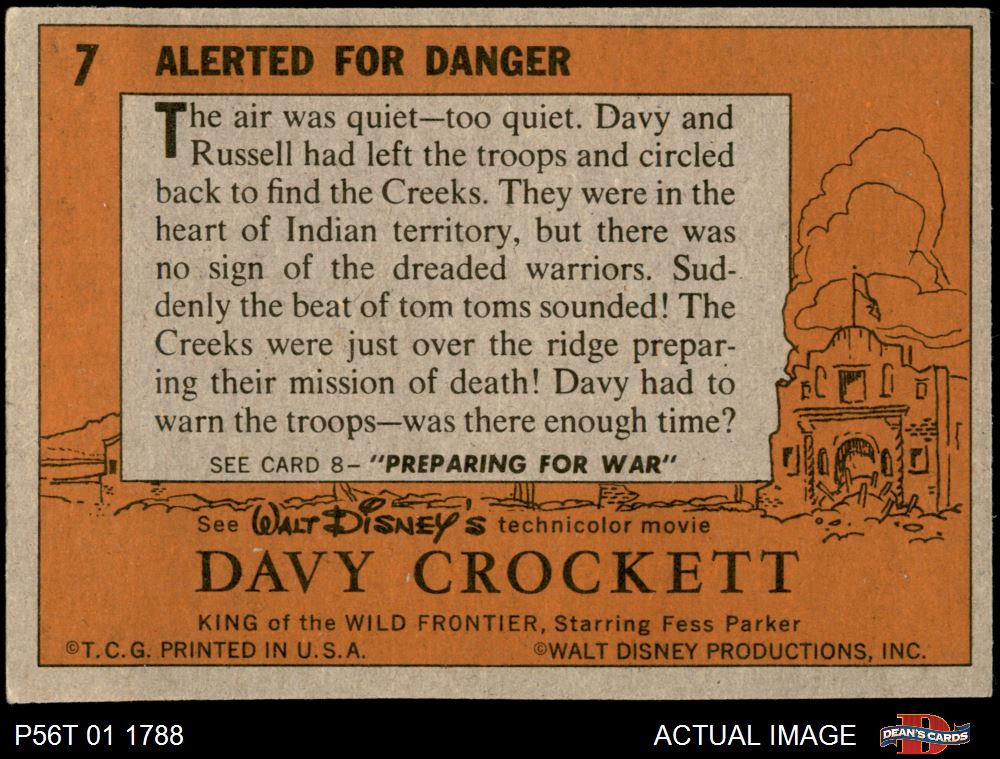 7 ALERTED FOR DANGER
The air was quiet—too quiet. Davy and
Russell had left the troops and circled
back to find the Creeks. They were in the
heart of Indian territory, but there was
no sign of the dreaded warriors. Sud-
denly the beat of tom toms sounded! The
Creeks were just over the ridge prepar-
ing their mission of death! Davy had to
warn the troops—was there enough time?
SEE CARD 8– "PREPARING FOR WAR"
See WALT DISNEY'S technicolor movie
DAVY CROCKETT
KING of the WILD FRONTIER, Starring Fess Parker
©T.C.G. PRINTED IN U.S.A. ©WALT DISNEY PRODUCTIONS, INC.
P56T 01 1788 ACTUAL IMAGE D DEAN'S CARDS